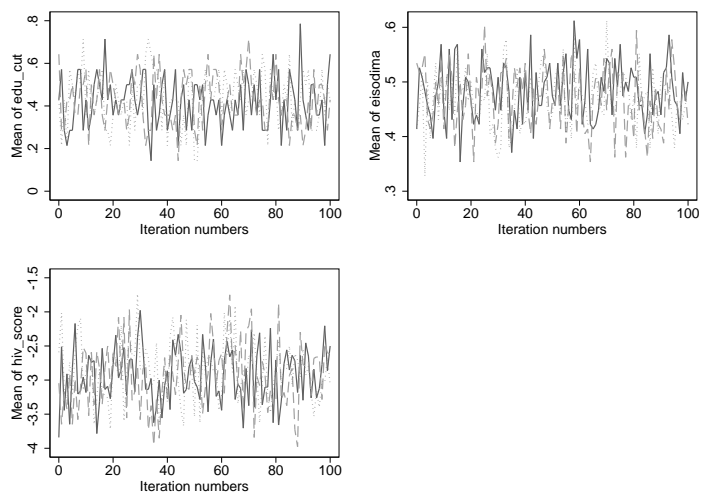 Mean of edu_cut
.8
.6
.4
.2
0
0 20 40 60 80 100
Iteration numbers
Mean of eisodima
.6
.5
.4
.3
0 20 40 60 80 100
Iteration numbers
Mean of hiv_score
-1.5
-2
-2.5
-3
-3.5
-4
0 20 40 60 80 100
Iteration numbers